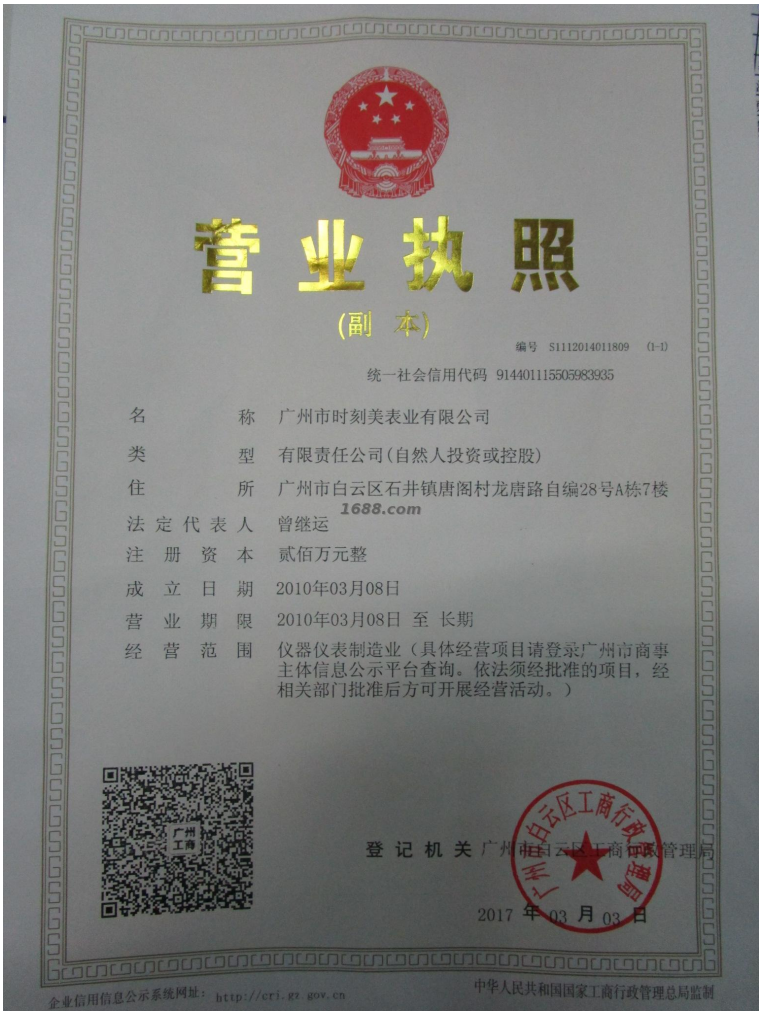 营业执照
(副 本)
编号 S1112014011809 (1-1)
统一社会信用代码 914401115505983935
名 称 广州市时刻美表业有限公司
类 型 有限责任公司(自然人投资或控股)
住 所 广州市白云区石井镇唐阁村龙唐路自编28号A栋7楼
1688.com
法定代表人 曾继运
注 册 资 本 贰佰万元整
成 立 日 期 2010年03月08日
营 业 期 限 2010年03月08日 至 长期
经 营 范 围 仪器仪表制造业(具体经营项目请登录广州市商事
主体信息公示平台查询。依法须经批准的项目,经
相关部门批准后方可开展经营活动。)
广州
工商
登 记 机 关 广州市白云区工商行政管理局
广州市白云区工商行政管理局
2017 年 03 月 03 日
企业信用信息公示系统网址: http://cri.gz.gov.cn
中华人民共和国国家工商行政管理总局监制